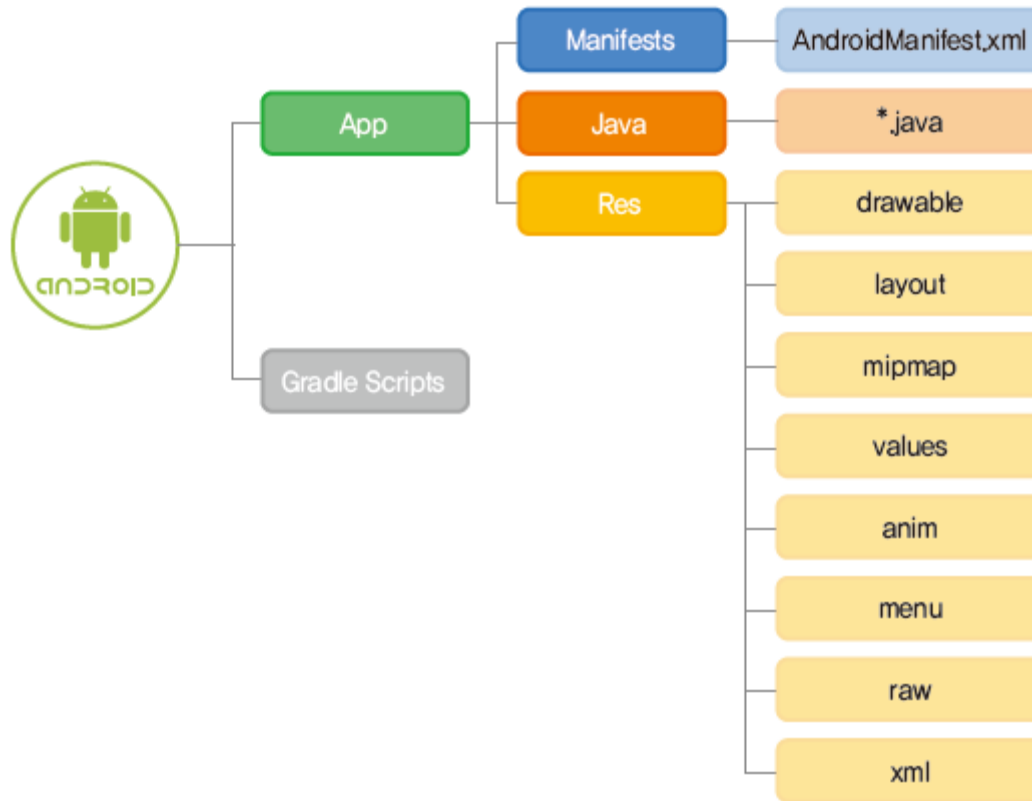 Manifests
AndroidManifest.xml
App
Java
*.java
Res
drawable
ANDROID
layout
Gradle Scripts
mipmap
values
anim
menu
raw
xml